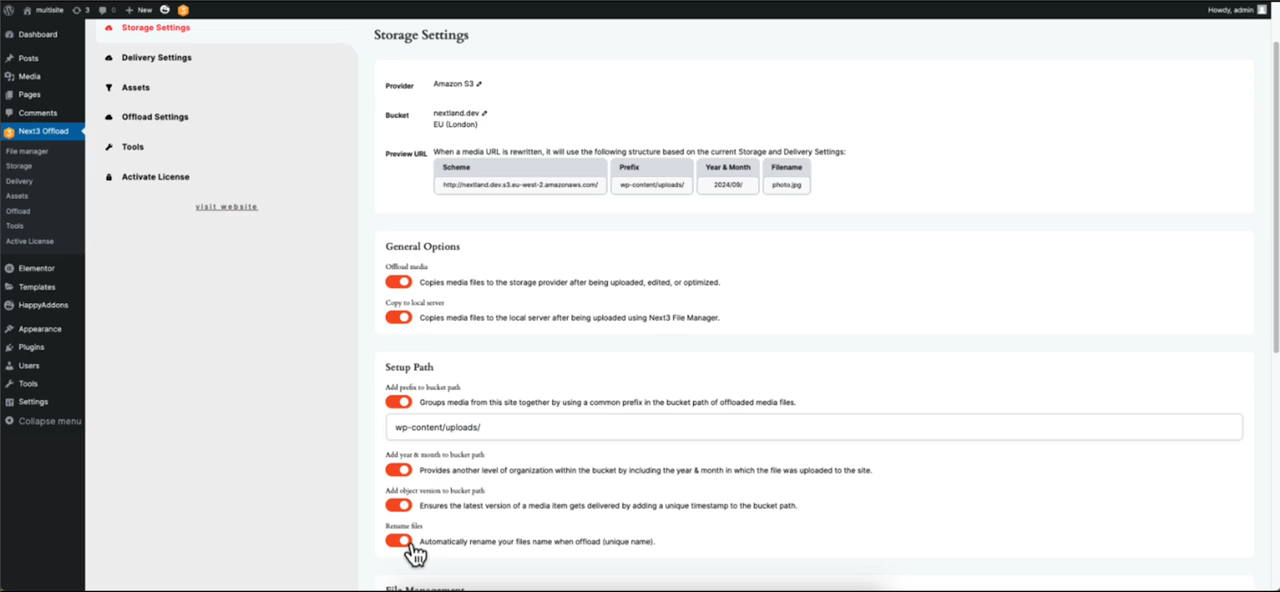 multisite 3 0 New
Howdy, admin
Dashboard
Posts
Media
Pages
Comments
Next3 Offload
File manager
Storage
Delivery
Assets
Offload
Tools
Active License
Elementor
Templates
HappyAddons
Appearance
Plugins
Users
Tools
Settings
Collapse menu
Storage Settings
Delivery Settings
Assets
Offload Settings
Tools
Activate License
visit website
Storage Settings
Provider Amazon S3
Bucket nextland.dev
EU (London)
Preview URL When a media URL is rewritten, it will use the following structure based on the current Storage and Delivery Settings:
Scheme Prefix Year & Month Filename
http://nextland.dev.s3.eu-west-2.amazonaws.com/ wp-content/uploads/ 2024/09/ photo.jpg
General Options
Offload media
Copies media files to the storage provider after being uploaded, edited, or optimized.
Copy to local server
Copies media files to the local server after being uploaded using Next3 File Manager.
Setup Path
Add prefix to bucket path
Groups media from this site together by using a common prefix in the bucket path of offloaded media files.
wp-content/uploads/
Add year & month to bucket path
Provides another level of organization within the bucket by including the year & month in which the file was uploaded to the site.
Add object version to bucket path
Ensures the latest version of a media item gets delivered by adding a unique timestamp to the bucket path.
Rename files
Automatically rename your files name when offload (unique name).
File Management